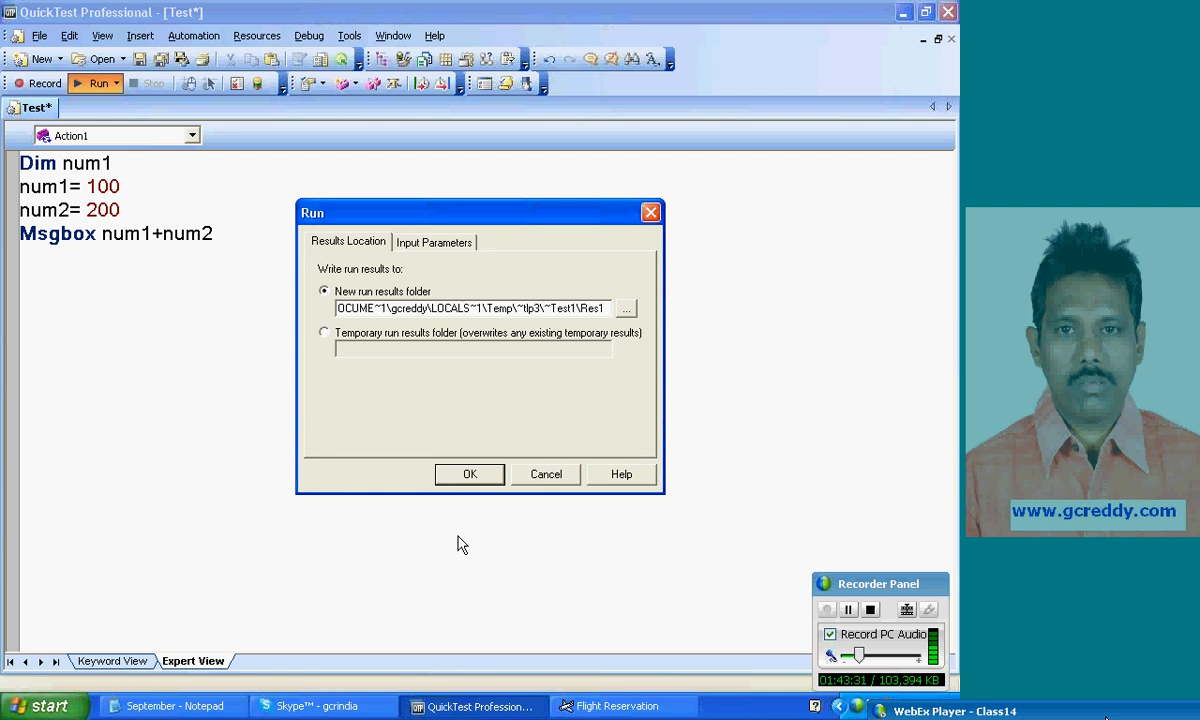 QuickTest Professional - [Test*]
File Edit View Insert Automation Resources Debug Tools Window Help
New Open
Record Run Stop
Test*
Action1
Dim num1
num1= 100
num2= 200
Msgbox num1+num2
Run
Results Location Input Parameters
Write run results to:
New run results folder
OCUME~1\gcreddy\LOCALS~1\Temp\~tlp3\~Test1\Res1 ...
Temporary run results folder (overwrites any existing temporary results)
OK Cancel Help
www.gcreddy.com
Recorder Panel
Record PC Audio
- +
01:43:31 / 103,394 KB
Keyword View Expert View
start September - Notepad Skype™ - gcrindia QuickTest Profession... Flight Reservation WebEx Player - Class14